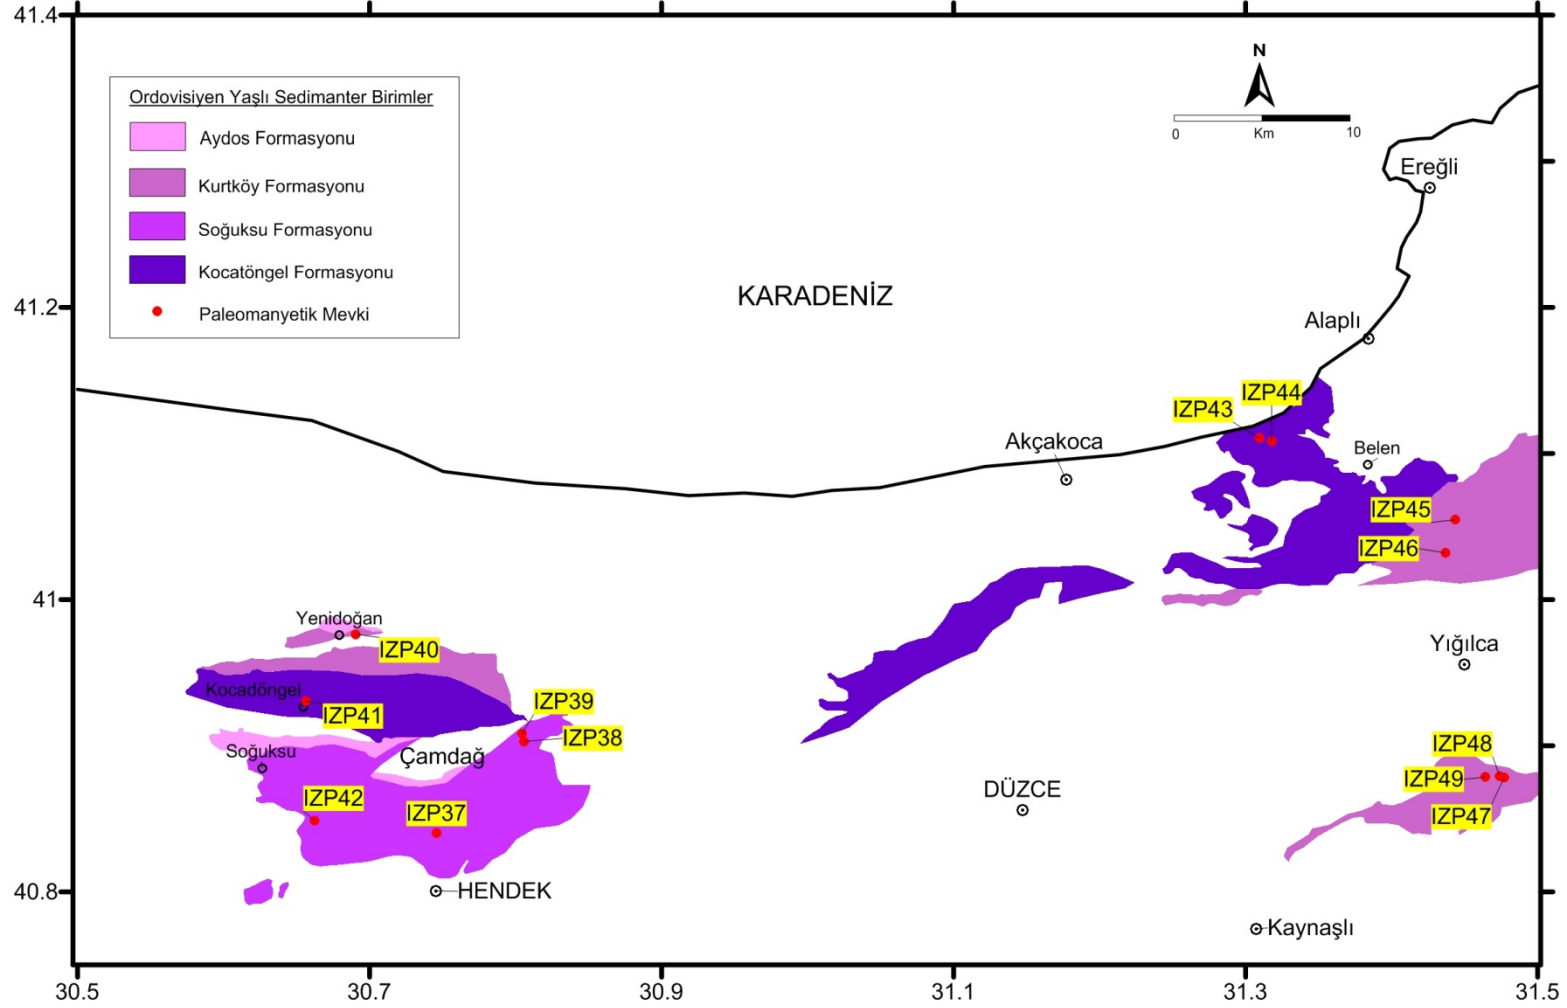 41.4
41.2
41
40.8
30.5
30.7
30.9
31.1
31.3
31.5
Ordovisiyen Yaşlı Sedimanter Birimler
Aydos Formasyonu
Kurtköy Formasyonu
Soğuksu Formasyonu
Kocatöngel Formasyonu
Paleomanyetik Mevki
N
0 Km 10
KARADENİZ
Ereğli
Alaplı
IZP44
IZP43
Akçakoca
Belen
IZP45
IZP46
Yenidoğan
IZP40
Yığılca
Kocadöngel
IZP41
IZP39
IZP38
Soğuksu
Çamdağ
IZP48
IZP49
IZP47
DÜZCE
IZP42
IZP37
HENDEK
Kaynaşlı